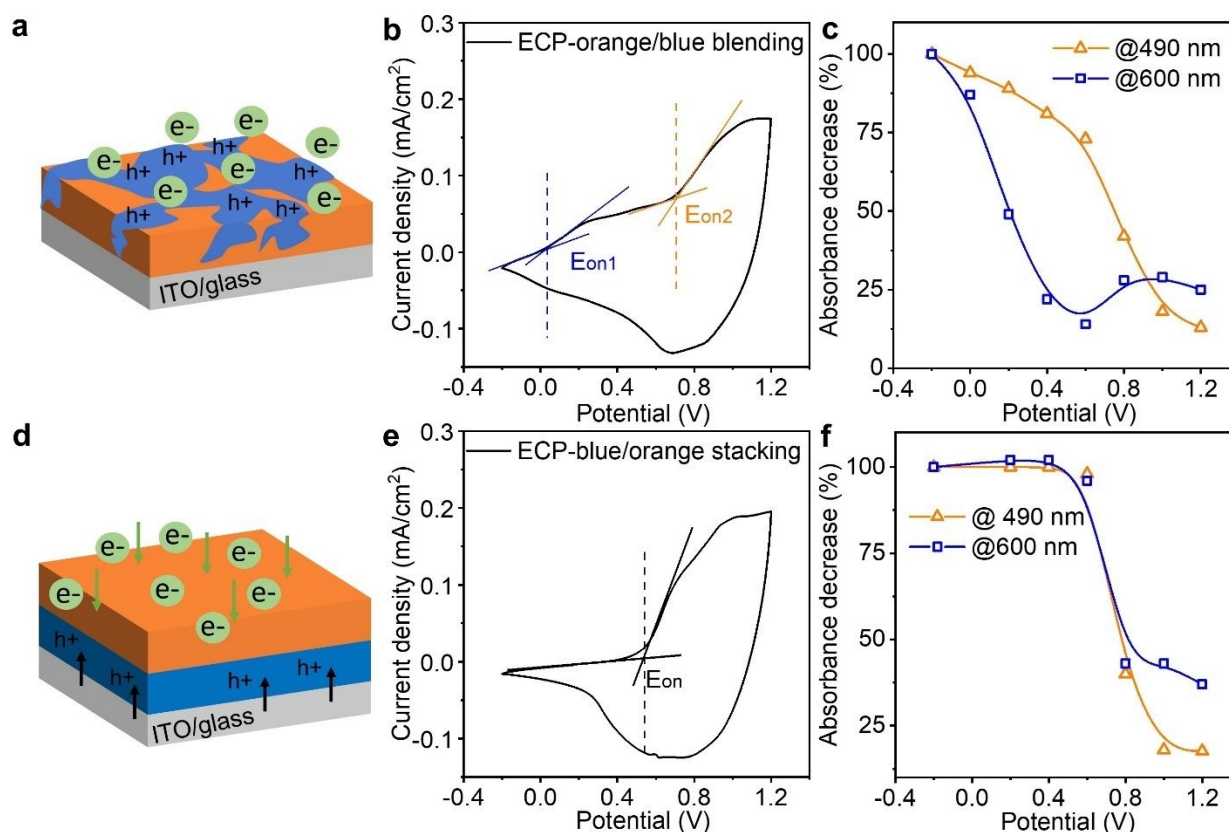 a
e-
e-
e-
h+
h+
h+
e-
e-
h+
e-
h+
h+
h+
e-
ITO/glass
b
ECP-orange/blue blending
Eon1
Eon2
Current density (mA/cm²)
0.3
0.2
0.1
0.0
-0.1
-0.4
0.0
0.4
0.8
1.2
Potential (V)
c
@490 nm
@600 nm
Absorbance decrease (%)
100
75
50
25
0
-0.4
0.0
0.4
0.8
1.2
Potential (V)
d
e-
e-
e-
e-
e-
e-
e-
h+
h+
h+
h+
ITO/glass
e
ECP-blue/orange stacking
Eon
Current density (mA/cm²)
0.3
0.2
0.1
0.0
-0.1
-0.4
0.0
0.4
0.8
1.2
Potential (V)
f
@ 490 nm
@600 nm
Absorbance decrease (%)
100
75
50
25
-0.4
0.0
0.4
0.8
1.2
Potential (V)